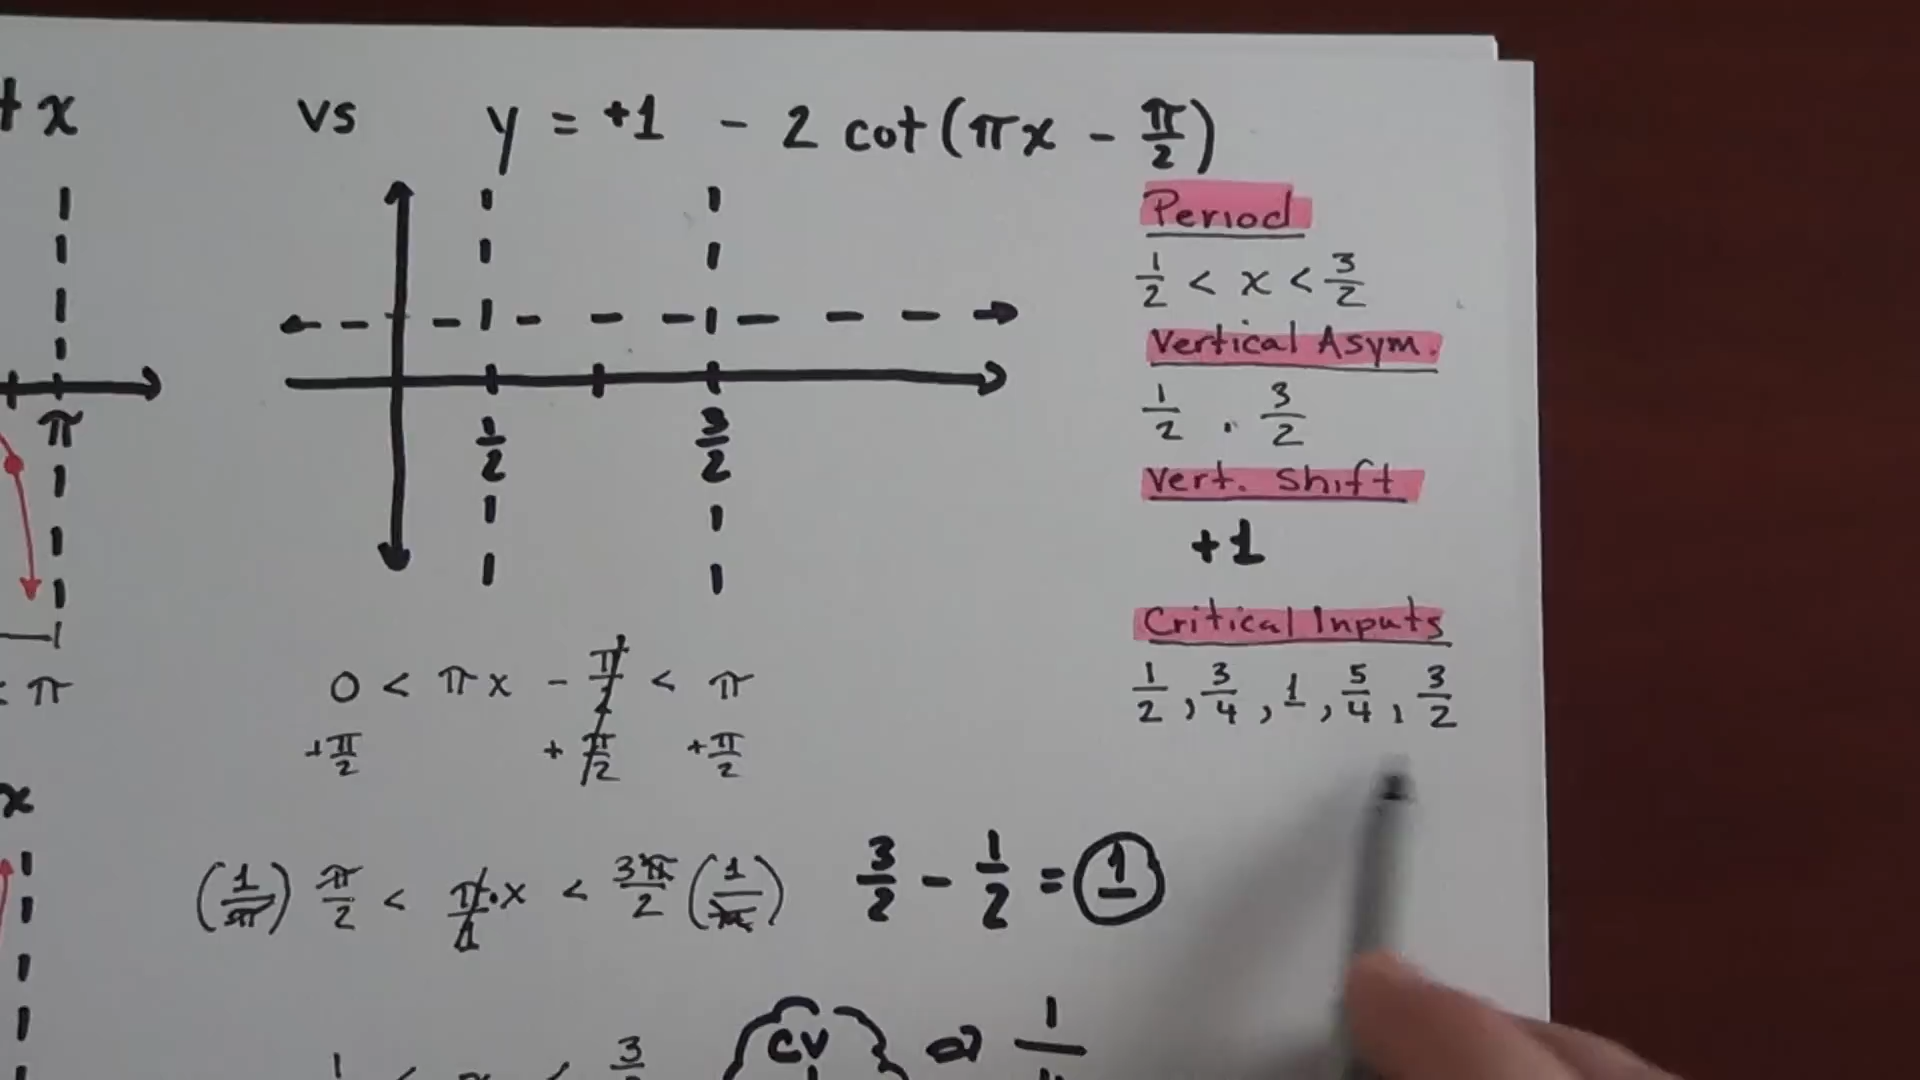 t x vs y = +1 - 2 cot(πx - π/2)
Period
1/2 < x < 3/2
Vertical Asym.
1/2 , 3/2
Vert. Shift
+1
Critical Inputs
1/2 , 3/4 , 1 , 5/4 , 3/2
π
1/2 3/2
< π
0 < πx - π/2 < π
+π/2 +π/2 +π/2
x
(1/π) π/2 < π/1 · x < 3π/2 (1/π)
3/2 - 1/2 = 1
CV